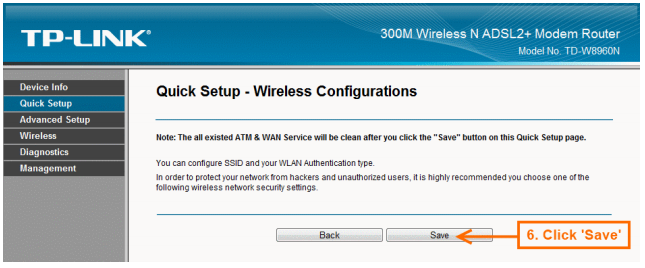 TP-LINK®
300M Wireless N ADSL2+ Modem Router
Model No. TD-W8960N
Device Info
Quick Setup
Advanced Setup
Wireless
Diagnostics
Management
Quick Setup - Wireless Configurations
Note: The all existed ATM & WAN Service will be clean after you click the "Save" button on this Quick Setup page.
You can configure SSID and your WLAN Authentication type.
In order to protect your network from hackers and unauthorized users, it is highly recommended you choose one of the
following wireless network security settings.
Back
Save
6. Click 'Save'